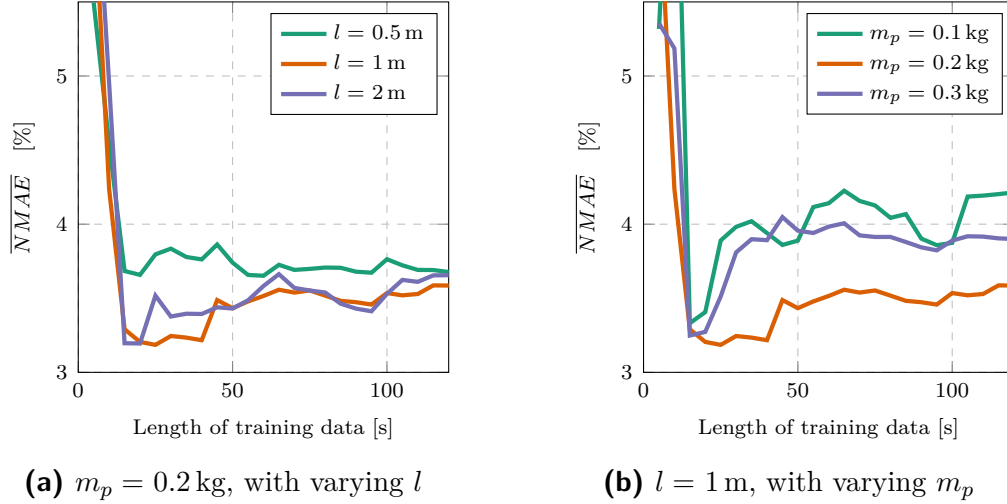 5
4
3
0
50
100
NMAE [%]
Length of training data [s]
l = 0.5 m
l = 1 m
l = 2 m
(a) m_p = 0.2 kg, with varying l
5
4
3
0
50
100
NMAE [%]
Length of training data [s]
m_p = 0.1 kg
m_p = 0.2 kg
m_p = 0.3 kg
(b) l = 1 m, with varying m_p